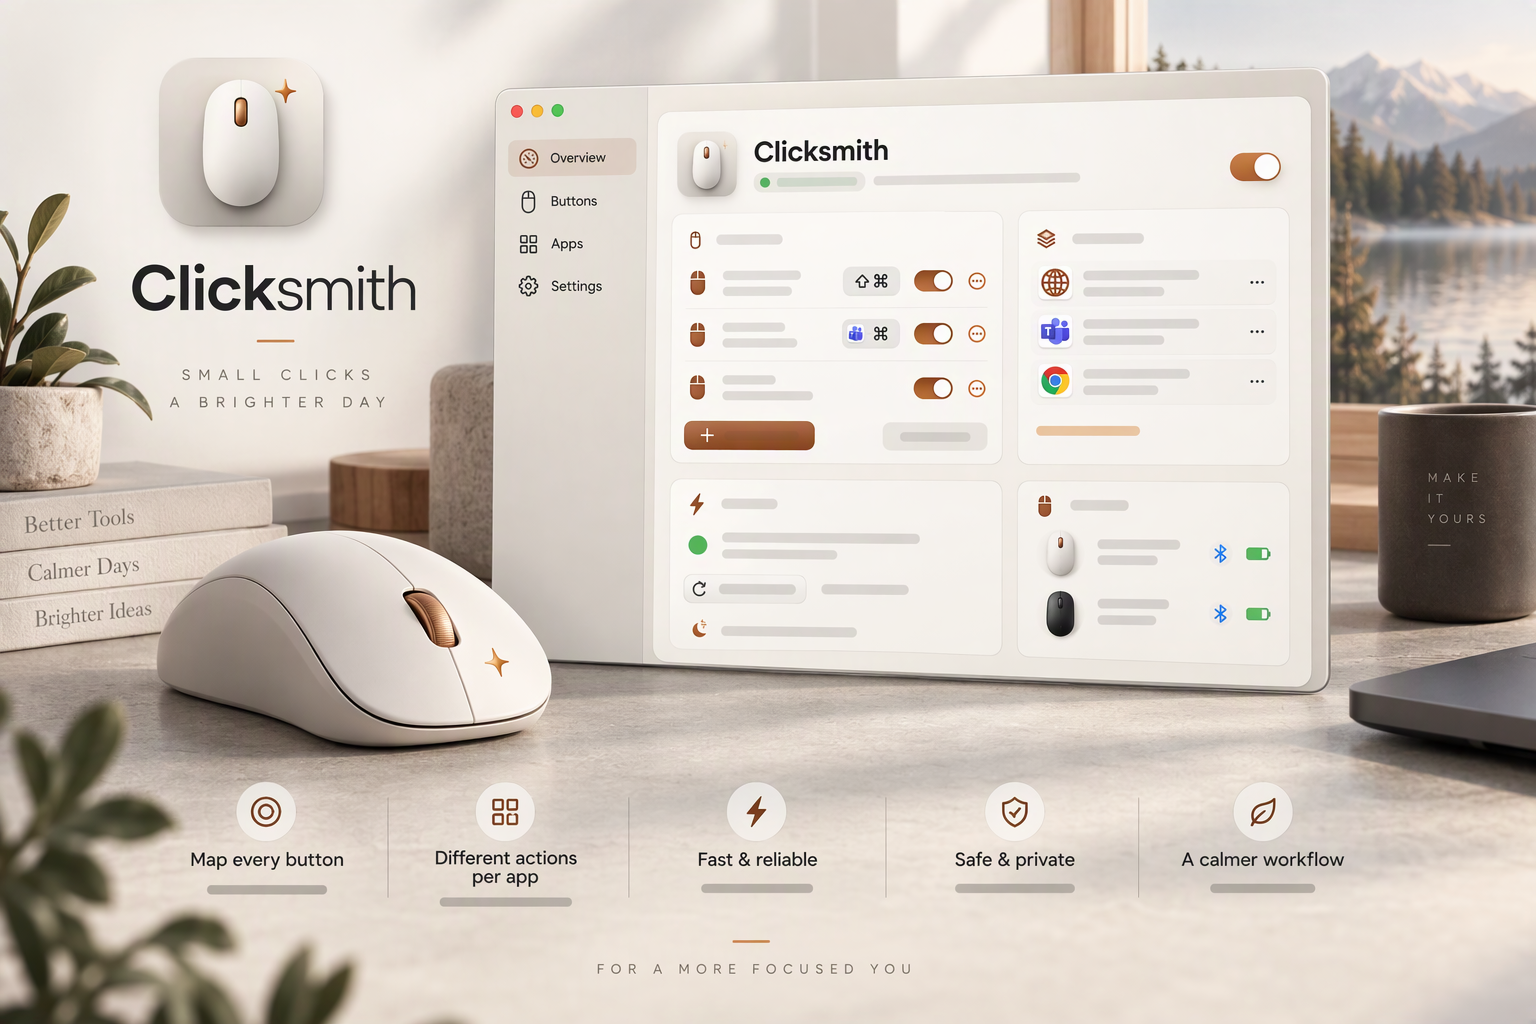 Clicksmith
SMALL CLICKS
A BRIGHTER DAY
Better Tools
Calmer Days
Brighter Ideas
Overview
Buttons
Apps
Settings
Clicksmith
MAKE
IT
YOURS
Map every button
Different actions
per app
Fast & reliable
Safe & private
A calmer workflow
FOR A MORE FOCUSED YOU